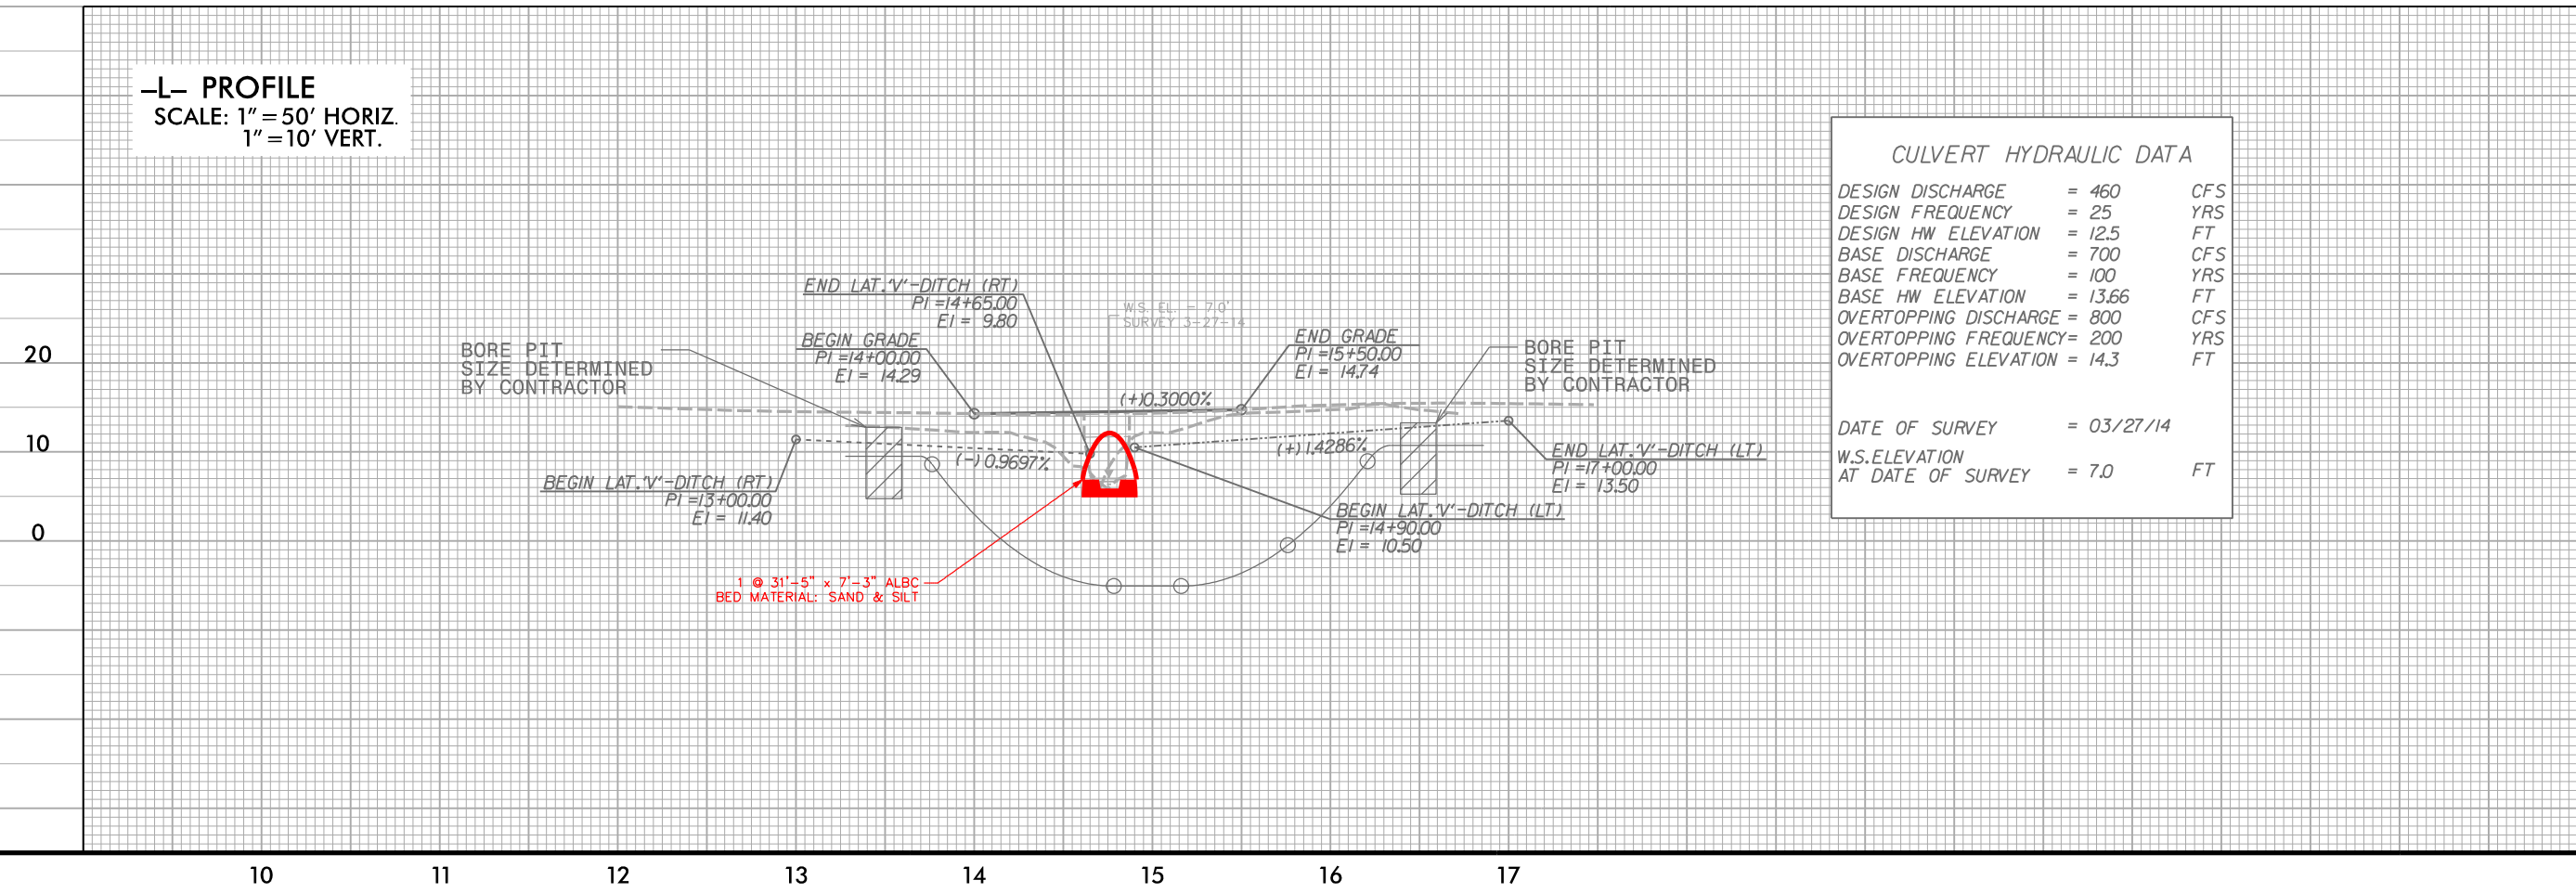 –L– PROFILE
SCALE: 1"=50' HORIZ.
1"=10' VERT.
CULVERT HYDRAULIC DATA
DESIGN DISCHARGE = 460 CFS
DESIGN FREQUENCY = 25 YRS
DESIGN HW ELEVATION = 12.5 FT
BASE DISCHARGE = 700 CFS
BASE FREQUENCY = 100 YRS
BASE HW ELEVATION = 13.66 FT
OVERTOPPING DISCHARGE = 800 CFS
OVERTOPPING FREQUENCY = 200 YRS
OVERTOPPING ELEVATION = 14.3 FT
DATE OF SURVEY = 03/27/14
W.S.ELEVATION
AT DATE OF SURVEY = 7.0 FT
END LAT.'V'-DITCH (RT)
PI =14+65.00
El = 9.80
W.S. EL. = 7.0'
SURVEY 3-27-14
BEGIN GRADE
PI =14+00.00
El = 14.29
END GRADE
PI =15+50.00
El = 14.74
BORE PIT
SIZE DETERMINED
BY CONTRACTOR
BORE PIT
SIZE DETERMINED
BY CONTRACTOR
(+)0.3000%
(-)0.9697%
(+)1.4286%
END LAT.'V'-DITCH (LT)
PI =17+00.00
El = 13.50
BEGIN LAT.'V'-DITCH (RT)
PI =13+00.00
El = 11.40
BEGIN LAT.'V'-DITCH (LT)
PI =14+90.00
El = 10.50
1 @ 31'-5" x 7'-3" ALBC
BED MATERIAL: SAND & SILT
20
10
0
10 11 12 13 14 15 16 17